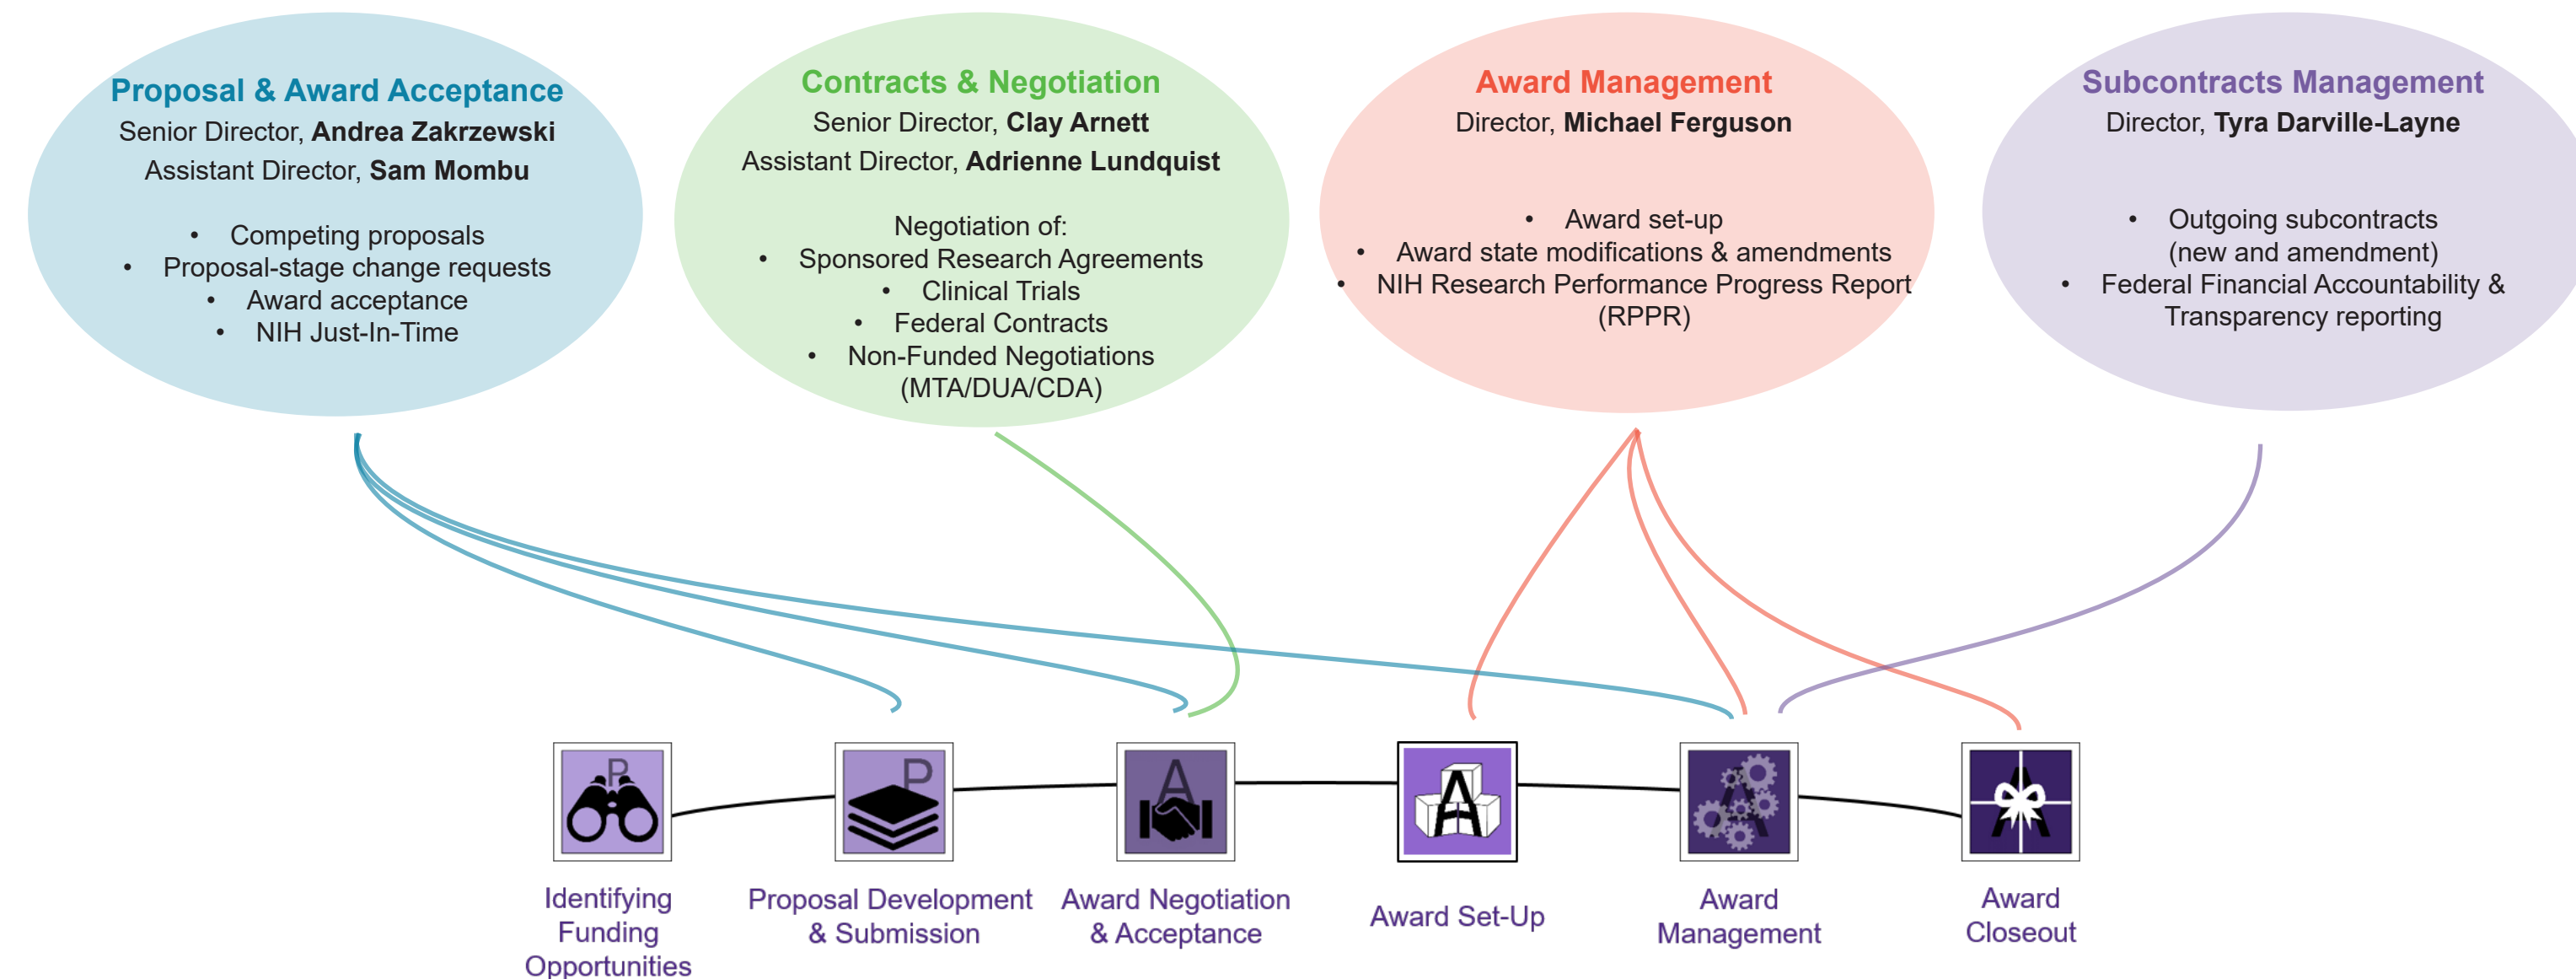 Proposal & Award Acceptance
Senior Director, Andrea Zakrzewski
Assistant Director, Sam Mombu
• Competing proposals
• Proposal-stage change requests
• Award acceptance
• NIH Just-In-Time
Contracts & Negotiation
Senior Director, Clay Arnett
Assistant Director, Adrienne Lundquist
Negotiation of:
• Sponsored Research Agreements
• Clinical Trials
• Federal Contracts
• Non-Funded Negotiations
(MTA/DUA/CDA)
Award Management
Director, Michael Ferguson
• Award set-up
• Award state modifications & amendments
• NIH Research Performance Progress Report
(RPPR)
Subcontracts Management
Director, Tyra Darville-Layne
• Outgoing subcontracts
(new and amendment)
• Federal Financial Accountability &
Transparency reporting
P
P
A
A
A
A
Identifying
Funding
Opportunities
Proposal Development
& Submission
Award Negotiation
& Acceptance
Award Set-Up
Award
Management
Award
Closeout